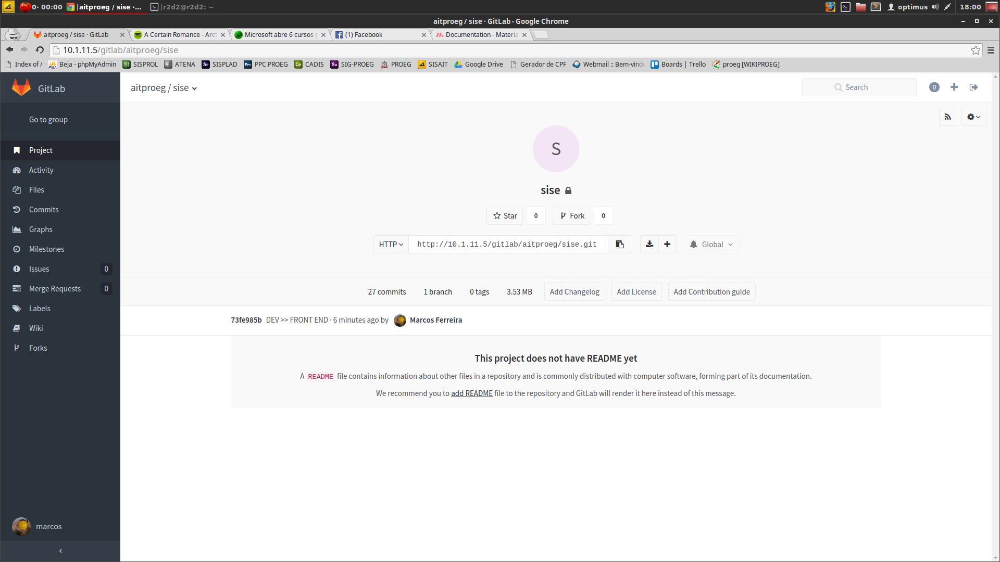 0· 00:00 |aitproeg / sise ·... |r2d2@r2d2: ~ optimus 18:00
aitproeg / sise · GitLab - Google Chrome
aitproeg / sise · GitLab A Certain Romance - Arct Microsoft abre 6 cursos g (1) Facebook Documentation - Materia
10.1.11.5/gitlab/aitproeg/sise
Index of / Beja - phpMyAdmin SISPROL ATENA SISPLAD PPC PROEG CADIS SIG-PROEG PROEG SISAIT Google Drive Gerador de CPF Webmail :: Bem-vind Boards | Trello proeg [WIKIPROEG]
GitLab
aitproeg / sise
Search
0
Go to group
Project
Activity
Files
Commits
Graphs
Milestones
Issues 0
Merge Requests 0
Labels
Wiki
Forks
marcos
S
sise
Star 0 Fork 0
HTTP http://10.1.11.5/gitlab/aitproeg/sise.git Global
27 commits 1 branch 0 tags 3.53 MB Add Changelog Add License Add Contribution guide
73fe985b DEV >> FRONT END · 6 minutes ago by Marcos Ferreira
This project does not have README yet
A README file contains information about other files in a repository and is commonly distributed with computer software, forming part of its documentation.
We recommend you to add README file to the repository and GitLab will render it here instead of this message.